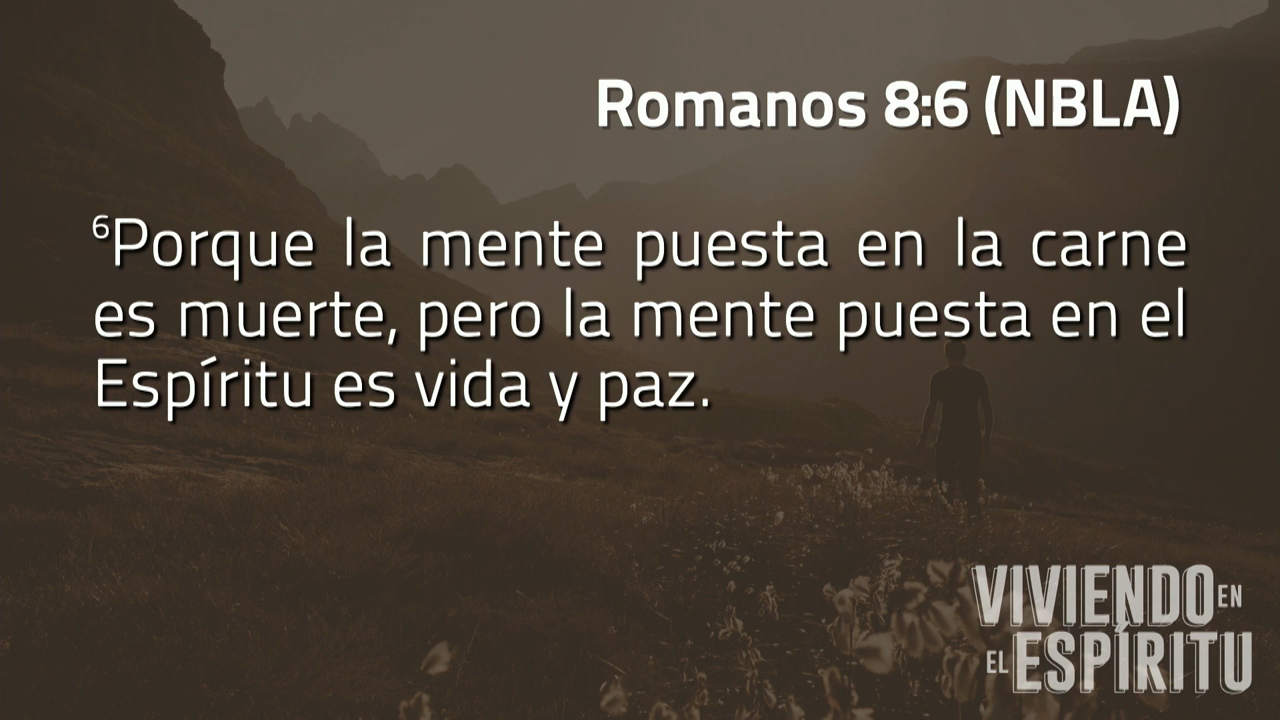 Romanos 8:6 (NBLA)
⁶Porque la mente puesta en la carne
es muerte, pero la mente puesta en el
Espíritu es vida y paz.
VIVIENDO EN
EL ESPÍRITU